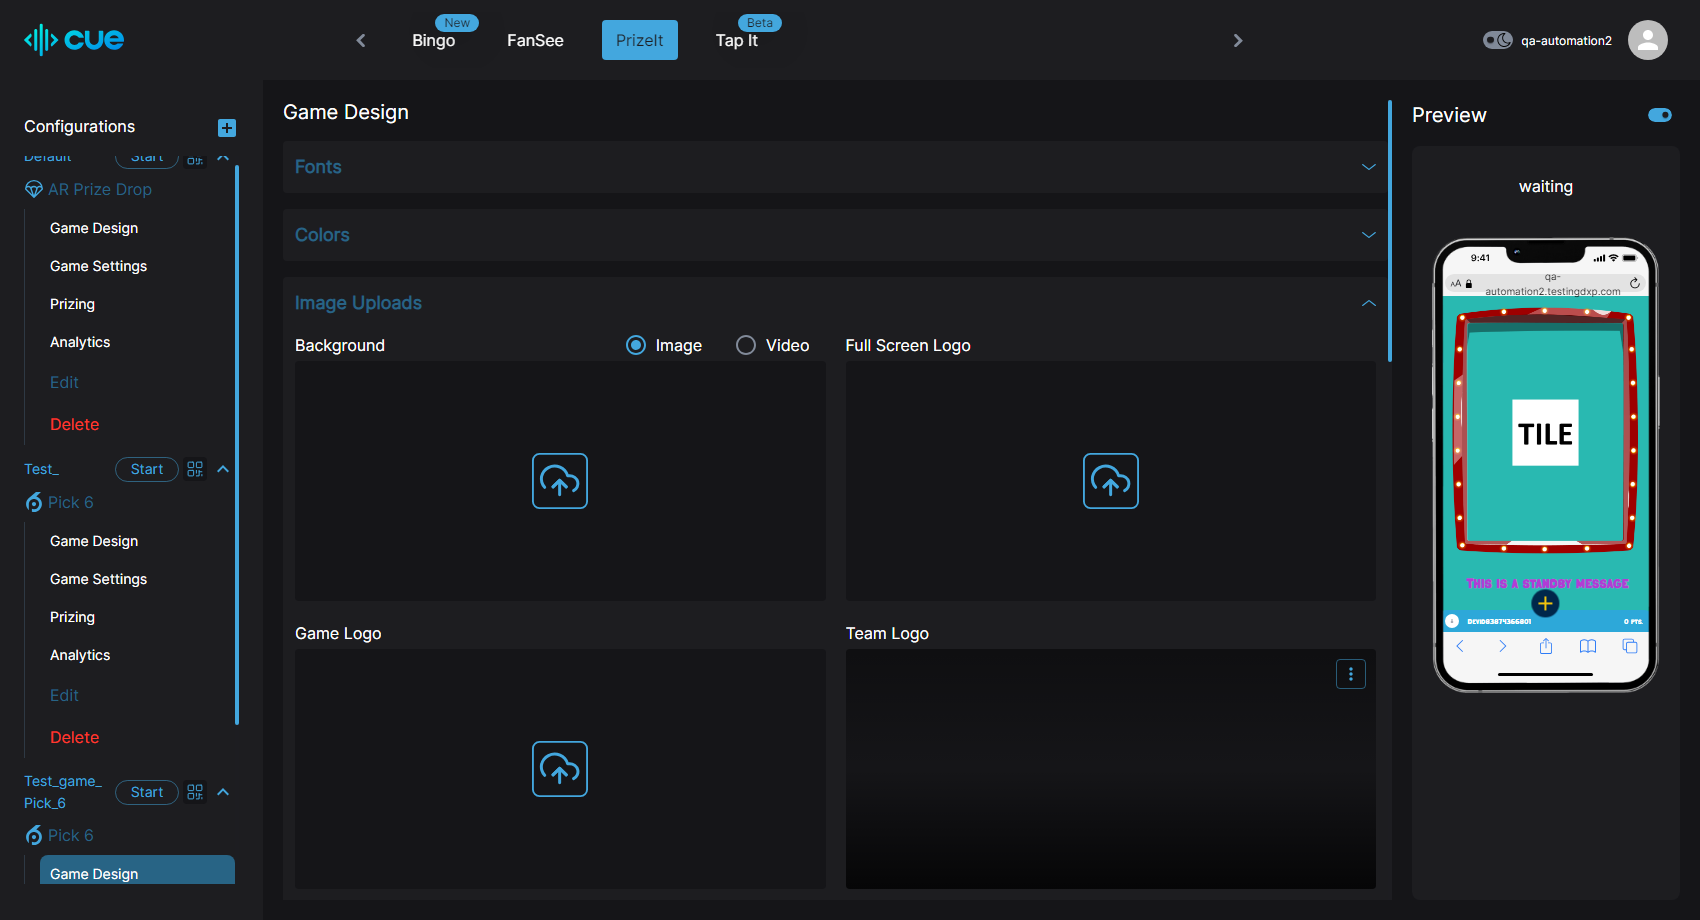 cue
New
Bingo
FanSee
PrizeIt
Beta
Tap It
qa-automation2
Configurations
Default
Start
AR Prize Drop
Game Design
Game Settings
Prizing
Analytics
Edit
Delete
Test_
Start
Pick 6
Game Design
Game Settings
Prizing
Analytics
Edit
Delete
Test_game_
Pick_6
Start
Pick 6
Game Design
Game Design
Fonts
Colors
Image Uploads
Background
Image
Video
Full Screen Logo
Game Logo
Team Logo
Preview
waiting
9:41
AA
qa-
automation2.testingdxp.com
TILE
THIS IS A STANDBY MESSAGE
0 PTS.